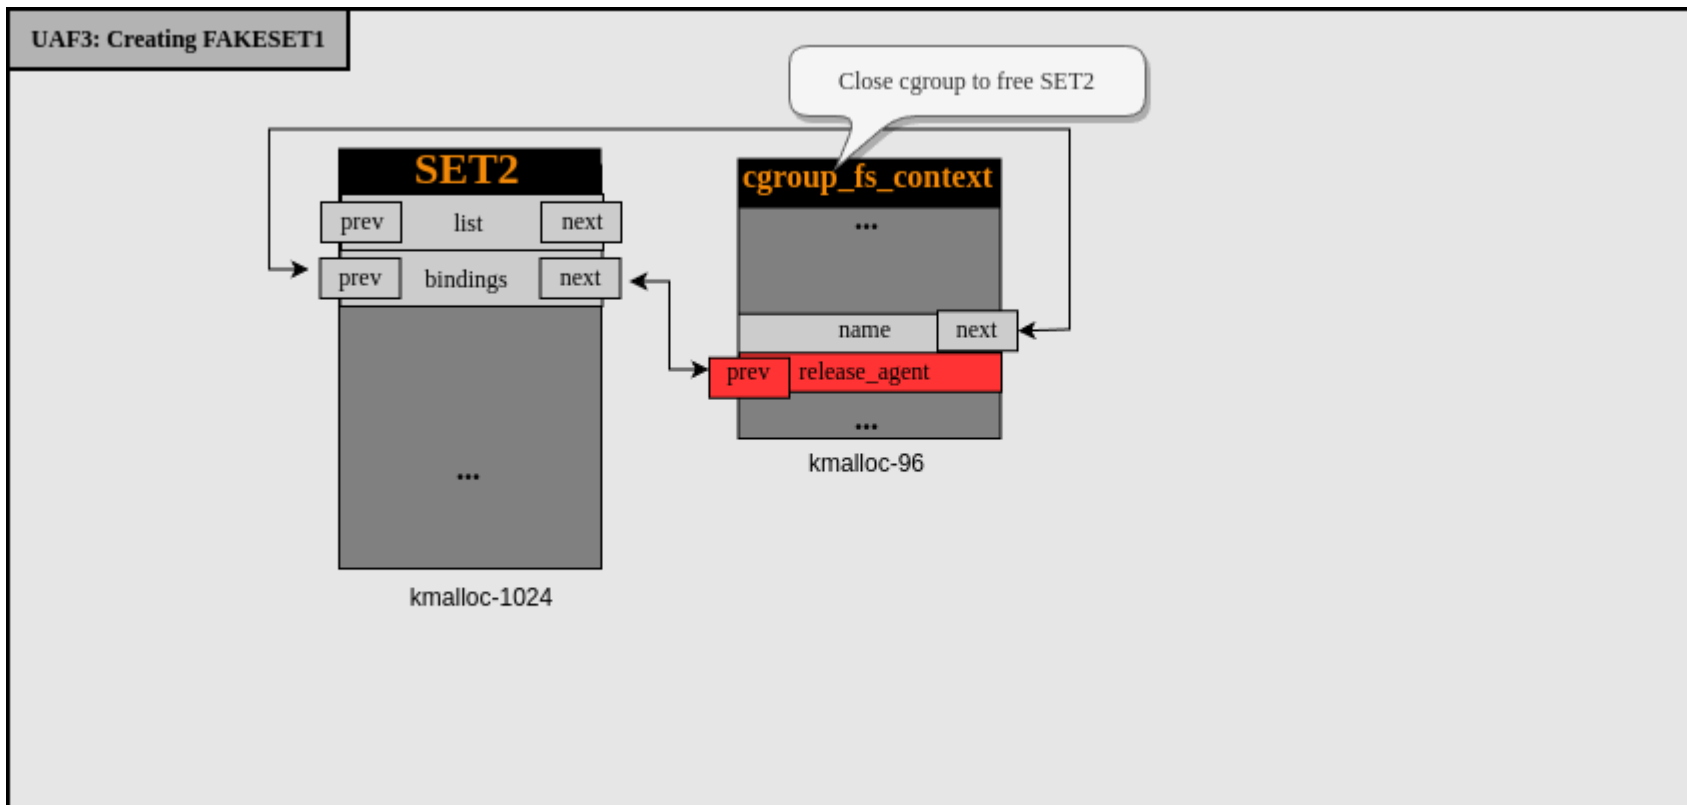 UAF3: Creating FAKESET1
Close cgroup to free SET2
SET2
prev list next
prev bindings next
...
kmalloc-1024
cgroup_fs_context
...
name next
prev release_agent
...
kmalloc-96